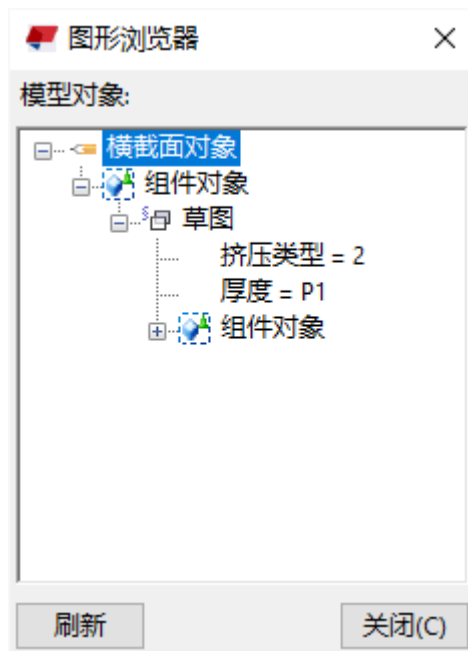 图形浏览器
模型对象:
横截面对象
组件对象
草图
挤压类型 = 2
厚度 = P1
组件对象
刷新
关闭(C)